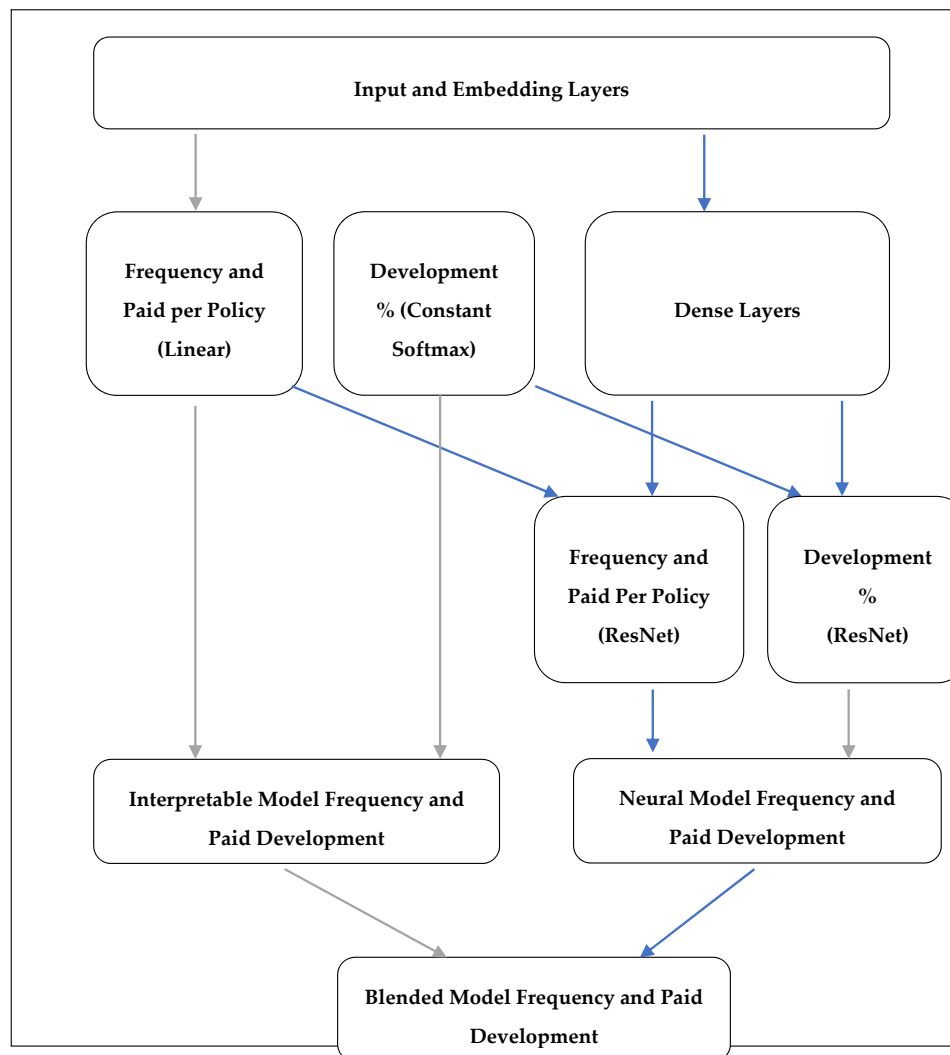 Input and Embedding Layers
Frequency and
Paid per Policy
(Linear)
Development
% (Constant
Softmax)
Dense Layers
Frequency and
Paid Per Policy
(ResNet)
Development
%
(ResNet)
Interpretable Model Frequency and
Paid Development
Neural Model Frequency and
Paid Development
Blended Model Frequency and Paid
Development